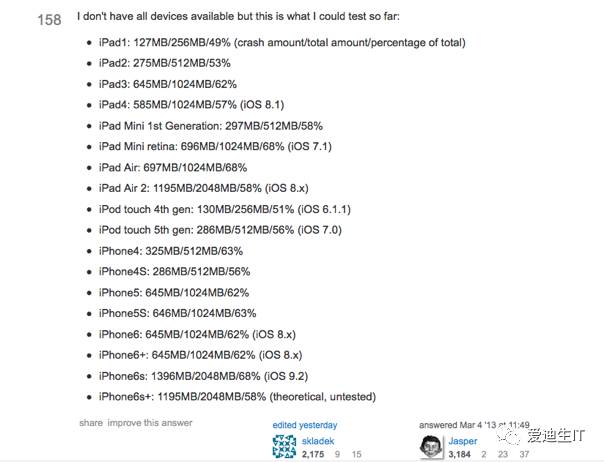 158
I don't have all devices available but this is what I could test so far:
• iPad1: 127MB/256MB/49% (crash amount/total amount/percentage of total)
• iPad2: 275MB/512MB/53%
• iPad3: 645MB/1024MB/62%
• iPad4: 585MB/1024MB/57% (iOS 8.1)
• iPad Mini 1st Generation: 297MB/512MB/58%
• iPad Mini retina: 696MB/1024MB/68% (iOS 7.1)
• iPad Air: 697MB/1024MB/68%
• iPad Air 2: 1195MB/2048MB/58% (iOS 8.x)
• iPod touch 4th gen: 130MB/256MB/51% (iOS 6.1.1)
• iPod touch 5th gen: 286MB/512MB/56% (iOS 7.0)
• iPhone4: 325MB/512MB/63%
• iPhone4S: 286MB/512MB/56%
• iPhone5: 645MB/1024MB/62%
• iPhone5S: 646MB/1024MB/63%
• iPhone6: 645MB/1024MB/62% (iOS 8.x)
• iPhone6+: 645MB/1024MB/62% (iOS 8.x)
• iPhone6s: 1396MB/2048MB/68% (iOS 9.2)
• iPhone6s+: 1195MB/2048MB/58% (theoretical, untested)
share improve this answer
edited yesterday
skladek
2,175 9 15
answered Mar 4 '13 at 11:49
Jasper
3,184 2 23 37
爱迪生IT